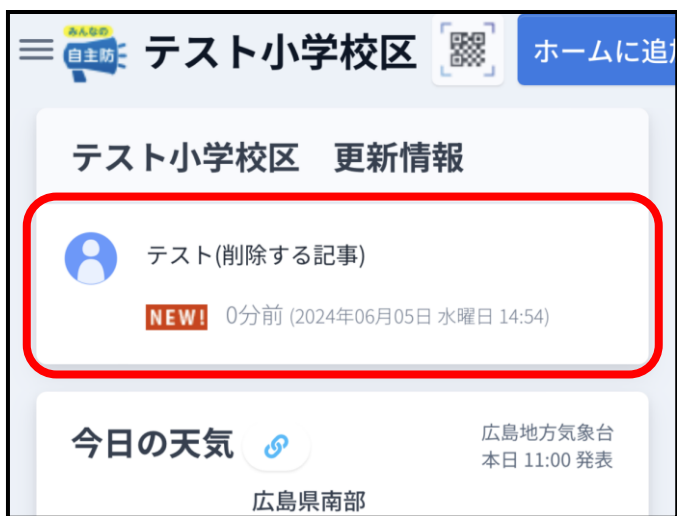 みんなの
自主防
テスト小学校区
ホームに追
テスト小学校区　更新情報
テスト(削除する記事)
NEW! 0分前 (2024年06月05日 水曜日 14:54)
今日の天気
広島地方気象台
本日 11:00 発表
広島県南部